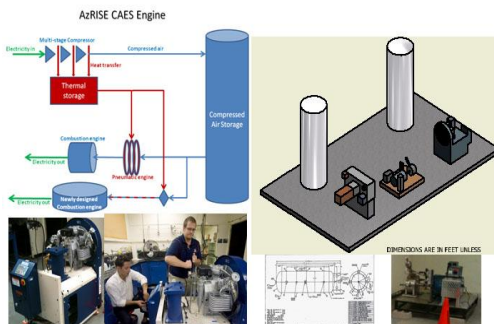 AzRISE CAES Engine
Multi-stage Compressor
Electricity in
Compressed air
Heat transfer
Thermal
storage
Compressed
Air Storage
Combustion engine
Electricity out
Pneumatic engine
Newly designed
Combustion engine
Electricity out
DIMENSIONS ARE IN FEET UNLESS